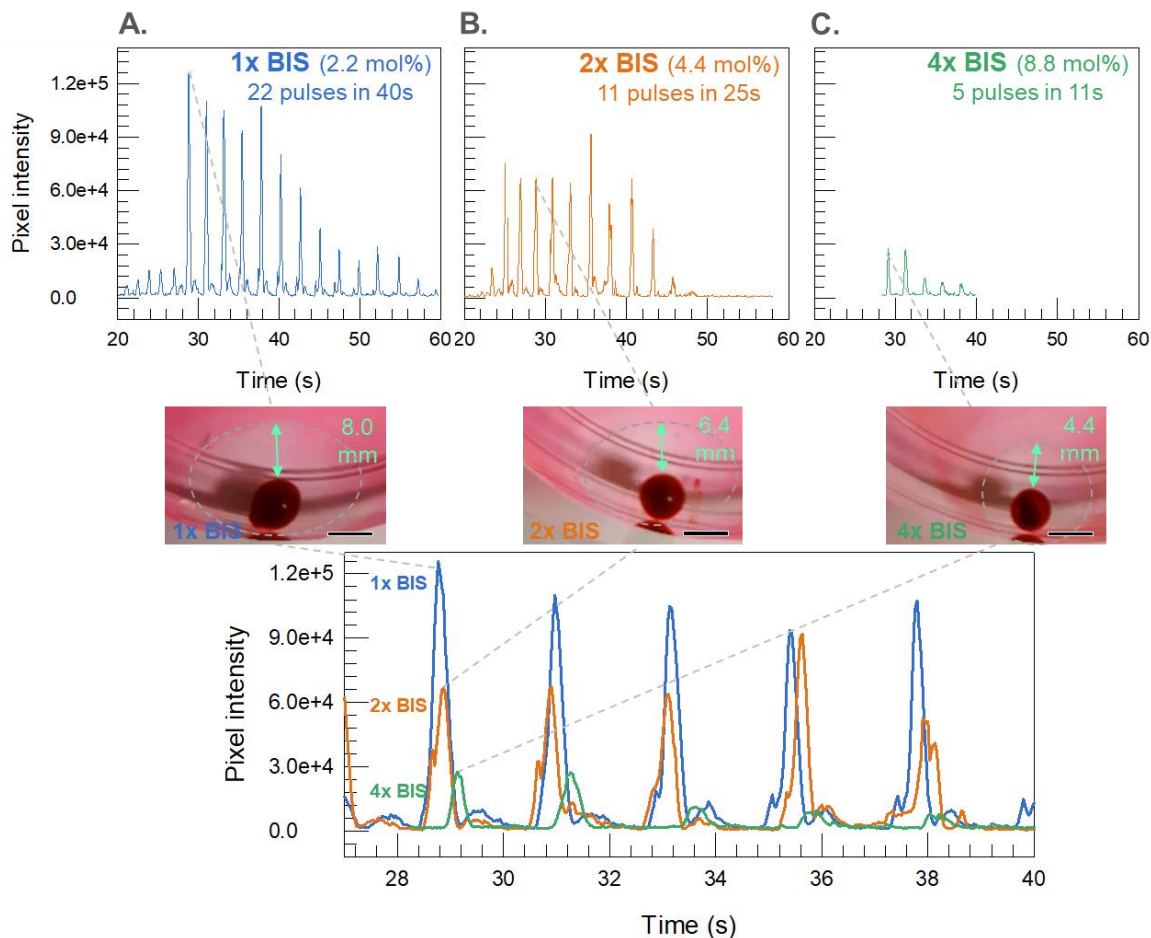 A.
B.
C.
1x BIS (2.2 mol%)
22 pulses in 40s
2x BIS (4.4 mol%)
11 pulses in 25s
4x BIS (8.8 mol%)
5 pulses in 11s
Pixel intensity
1.2e+5
9.0e+4
6.0e+4
3.0e+4
0.0
20 30 40 50 60
20 30 40 50 60
20 30 40 50 60
Time (s)
Time (s)
Time (s)
8.0
mm
1x BIS
6.4
mm
2x BIS
4.4
mm
4x BIS
Pixel intensity
1.2e+5
9.0e+4
6.0e+4
3.0e+4
0.0
1x BIS
2x BIS
4x BIS
28 30 32 34 36 38 40
Time (s)